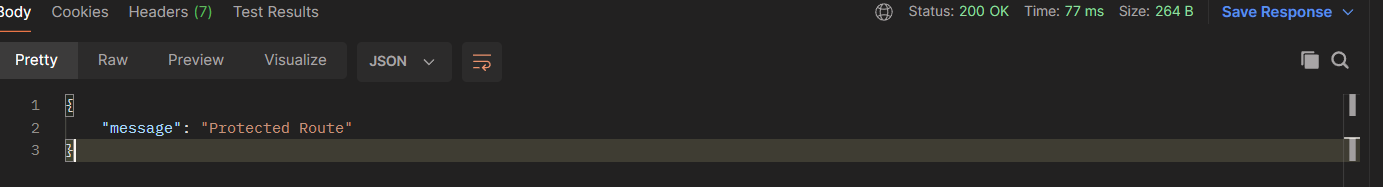 Body Cookies Headers (7) Test Results Status: 200 OK Time: 77 ms Size: 264 B Save Response
Pretty Raw Preview Visualize JSON
1 {
2 "message": "Protected Route"
3 }